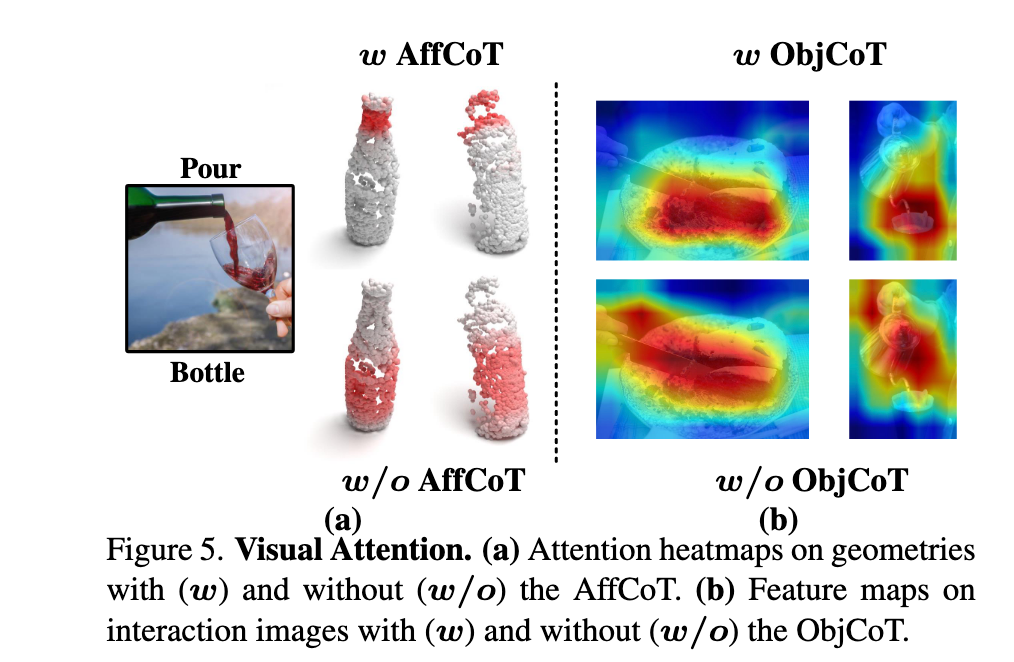 w AffCoT
w ObjCoT
Pour
Bottle
w/o AffCoT
w/o ObjCoT
(a)
(b)
Figure 5. Visual Attention. (a) Attention heatmaps on geometries
with (w) and without (w/o) the AffCoT. (b) Feature maps on
interaction images with (w) and without (w/o) the ObjCoT.